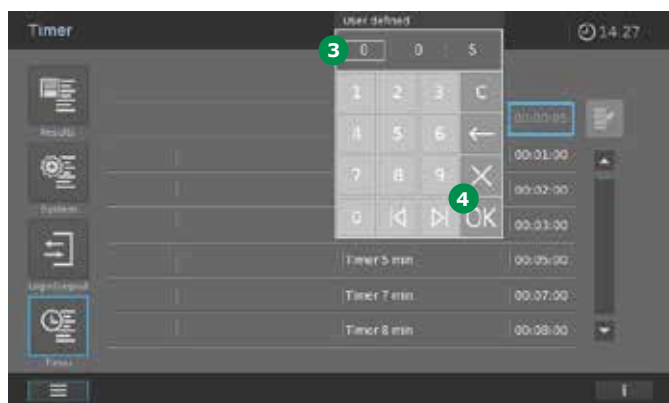 Timer
User defined
14:27
3
0 : 0 : 5
1 2 3 C
00:00:05
Results
4 5 6
00:01:00
7 8 9
00:02:00
System
4
0 OK
00:03:00
Timer 5 min 00:05:00
Login/Logout
Timer 7 min 00:07:00
Timer 8 min 00:08:00
Timer
i